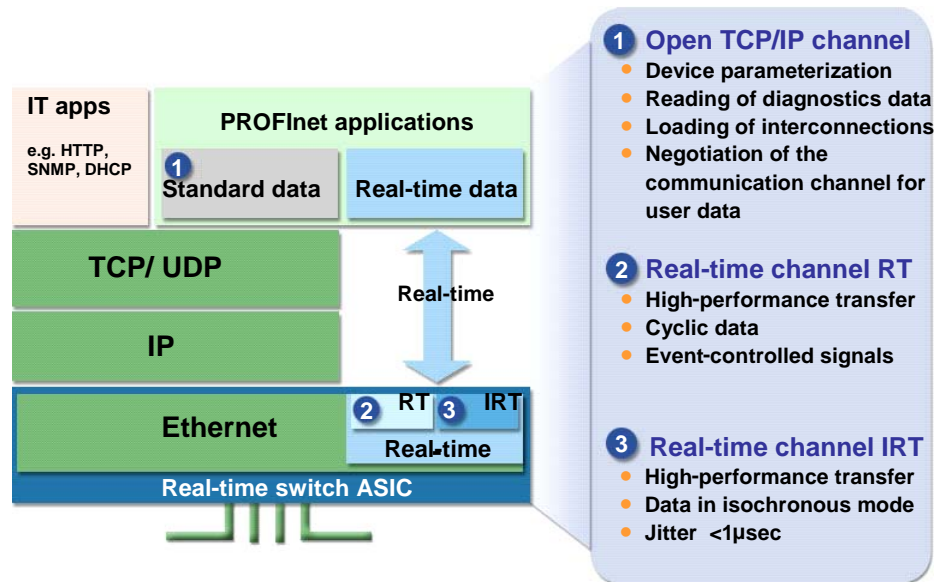 IT apps
e.g. HTTP,
SNMP, DHCP
PROFInet applications
1
Standard data
Real-time data
TCP/ UDP
Real-time
IP
Ethernet
2 RT
3 IRT
Real-time
Real-time switch ASIC
1 Open TCP/IP channel
• Device parameterization
• Reading of diagnostics data
• Loading of interconnections
• Negotiation of the
communication channel for
user data
2 Real-time channel RT
• High-performance transfer
• Cyclic data
• Event-controlled signals
3 Real-time channel IRT
• High-performance transfer
• Data in isochronous mode
• Jitter <1µsec